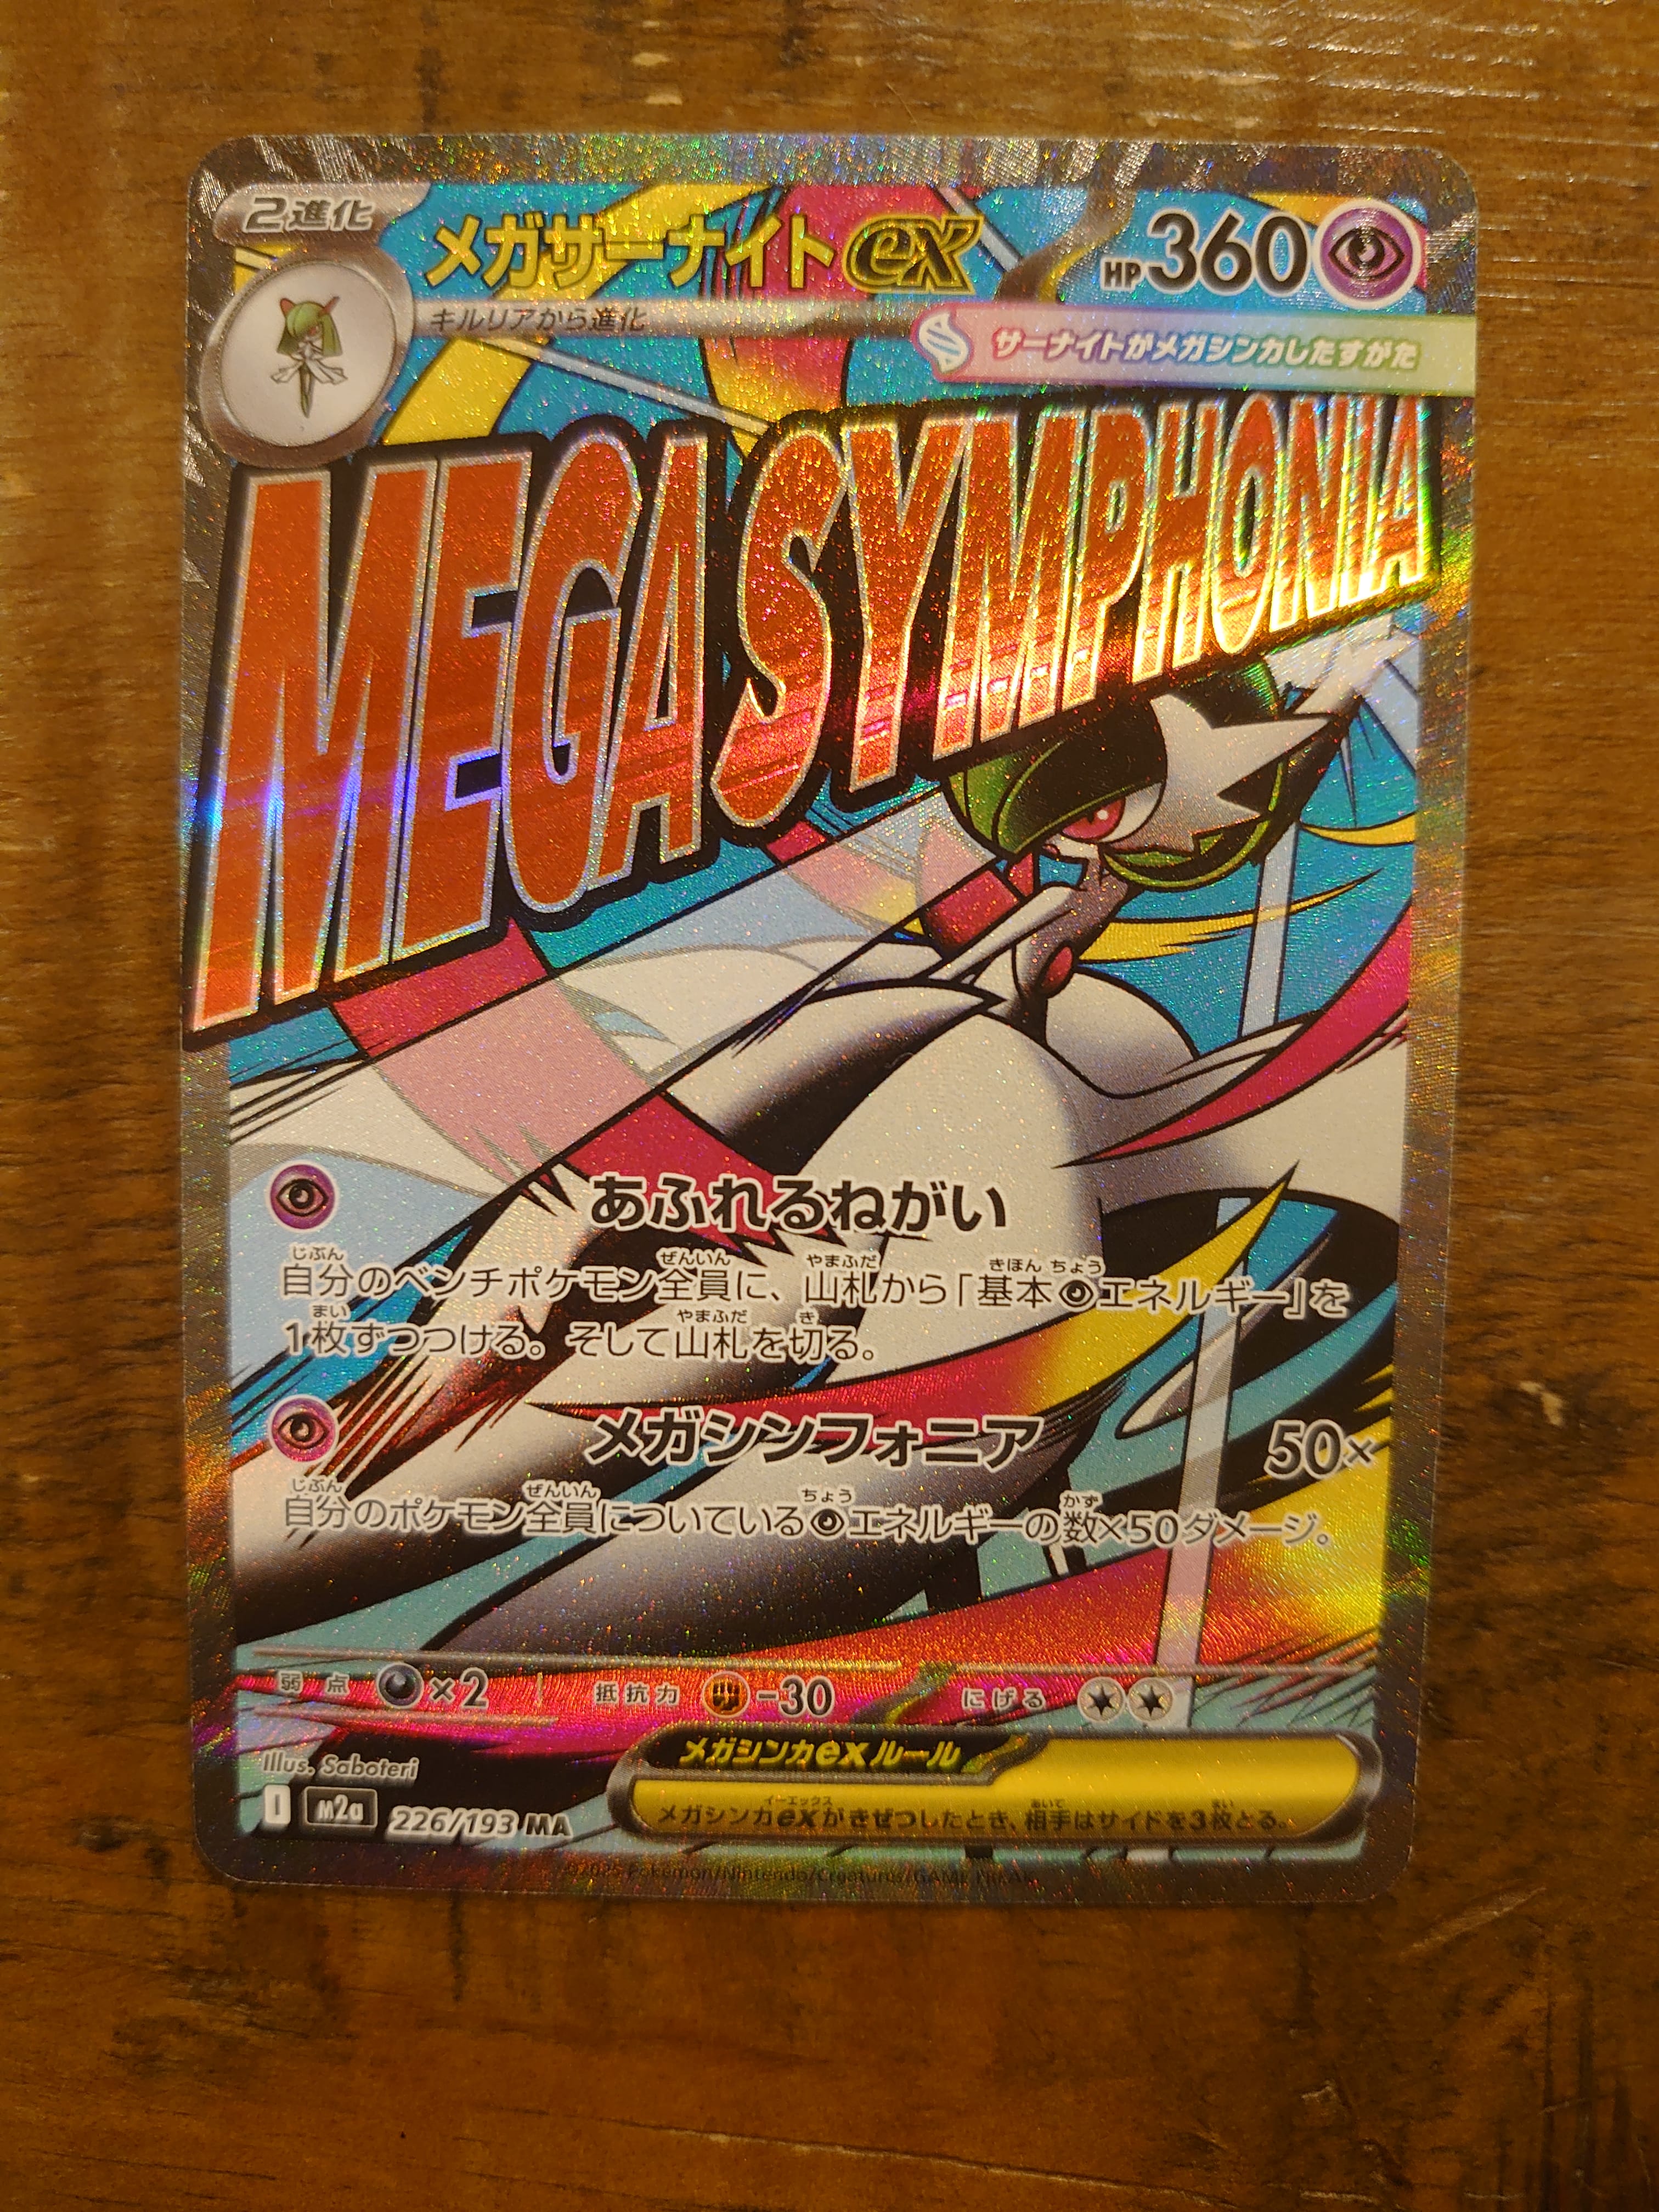 2進化
メガサーナイトex
HP360
キルリアから進化
サーナイトがメガシンカしたすがた
MEGA SYMPHONIA
あふれるねがい
じぶん ぜんいん やまふだ きほん ちょう
自分のベンチポケモン全員に、山札から「基本エネルギー」を
まい やまふだ き
1枚ずつつける。そして山札を切る。
メガシンフォニア 50×
じぶん ぜんいん ちょう かず
自分のポケモン全員についているエネルギーの数×50ダメージ。
弱点 ×2 抵抗力 -30 にげる
Illus. Saboteri
メガシンカexルール
イーエックス あいて まい
メガシンカexがきぜつしたとき、相手はサイドを3枚とる。
I M2a 226/193 MA
©2025 Pokémon/Nintendo/Creatures/GAME FREAK